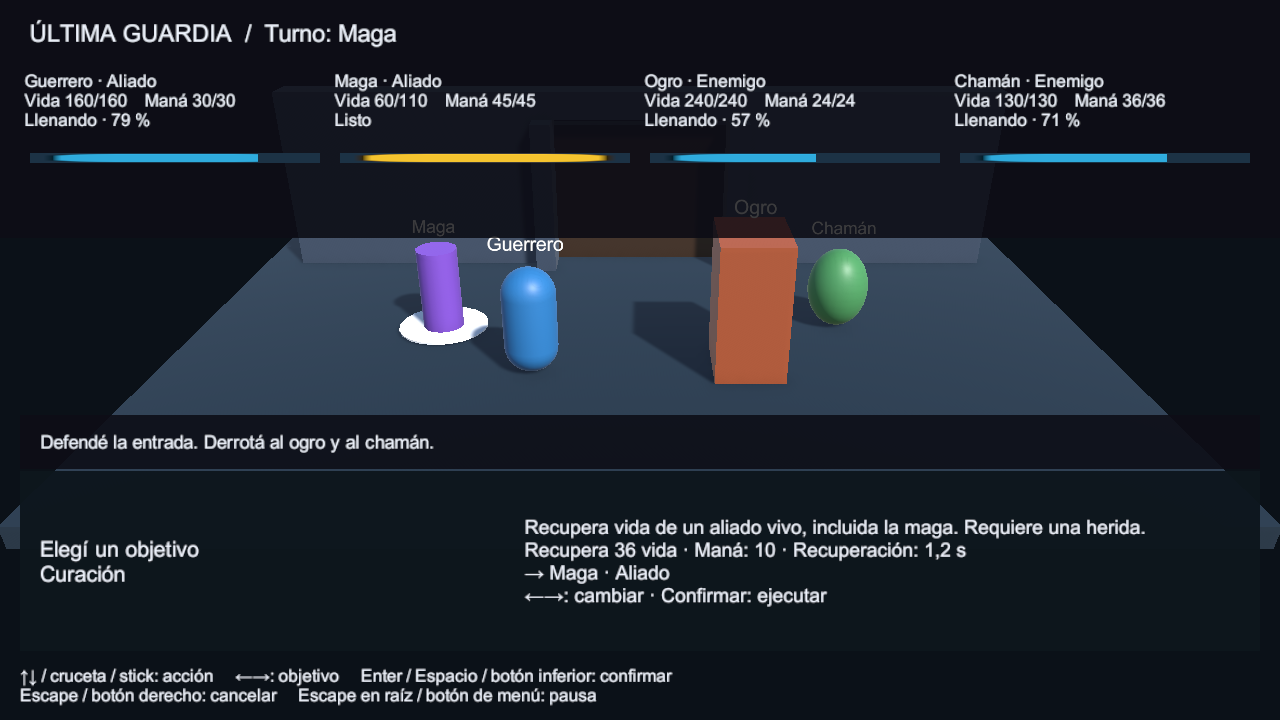 ÚLTIMA GUARDIA / Turno: Maga
Guerrero · Aliado
Vida 160/160 Maná 30/30
Llenando · 79 %
Maga · Aliado
Vida 60/110 Maná 45/45
Listo
Ogro · Enemigo
Vida 240/240 Maná 24/24
Llenando · 57 %
Chamán · Enemigo
Vida 130/130 Maná 36/36
Llenando · 71 %
Maga
Guerrero
Ogro
Chamán
Defendé la entrada. Derrotá al ogro y al chamán.
Elegí un objetivo
Curación
Recupera vida de un aliado vivo, incluida la maga. Requiere una herida.
Recupera 36 vida · Maná: 10 · Recuperación: 1,2 s
→ Maga · Aliado
←→: cambiar · Confirmar: ejecutar
↑↓ / cruceta / stick: acción ←→: objetivo Enter / Espacio / botón inferior: confirmar
Escape / botón derecho: cancelar Escape en raíz / botón de menú: pausa